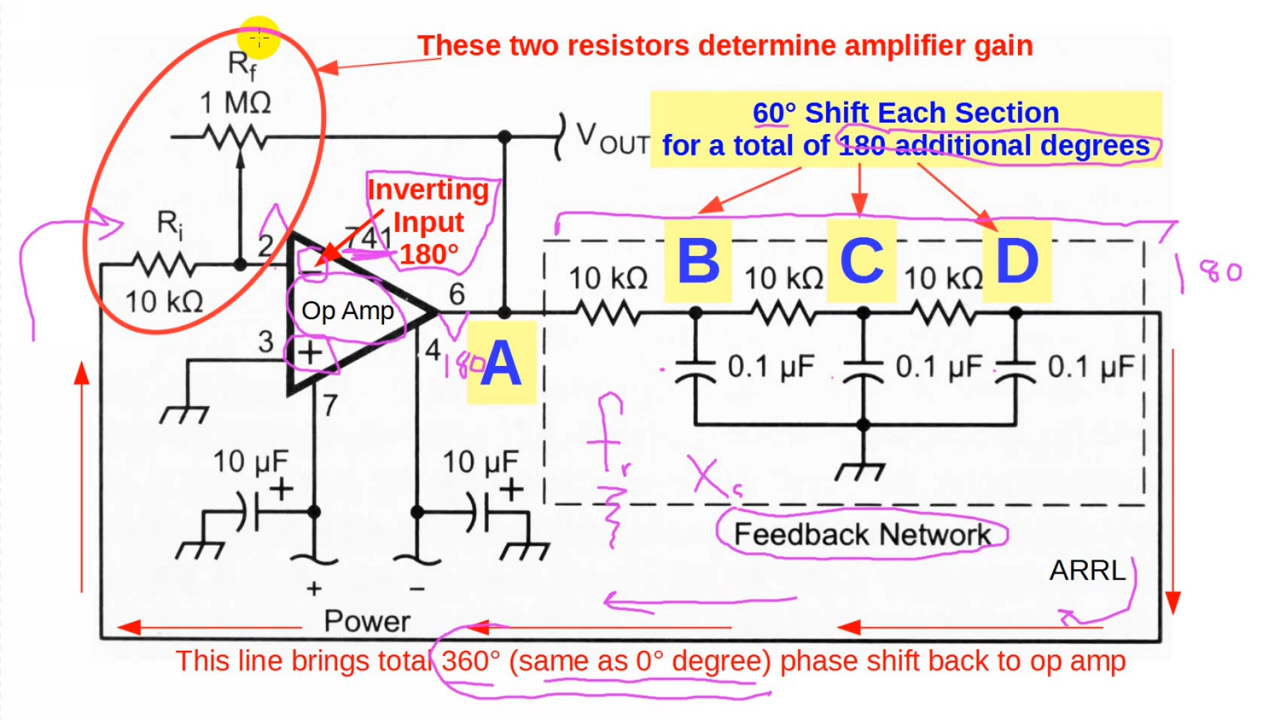 These two resistors determine amplifier gain
Rf
1 MΩ
60° Shift Each Section
for a total of 180 additional degrees
VOUT
Inverting
Input
180°
741
Ri
10 kΩ
2
−
Op Amp
3
+
6
4
7
180
A
B
C
D
10 kΩ
10 kΩ
10 kΩ
180
0.1 µF
0.1 µF
0.1 µF
10 µF
+
10 µF
+
fr
Xc
Feedback Network
ARRL
+
−
Power
This line brings total 360° (same as 0° degree) phase shift back to op amp